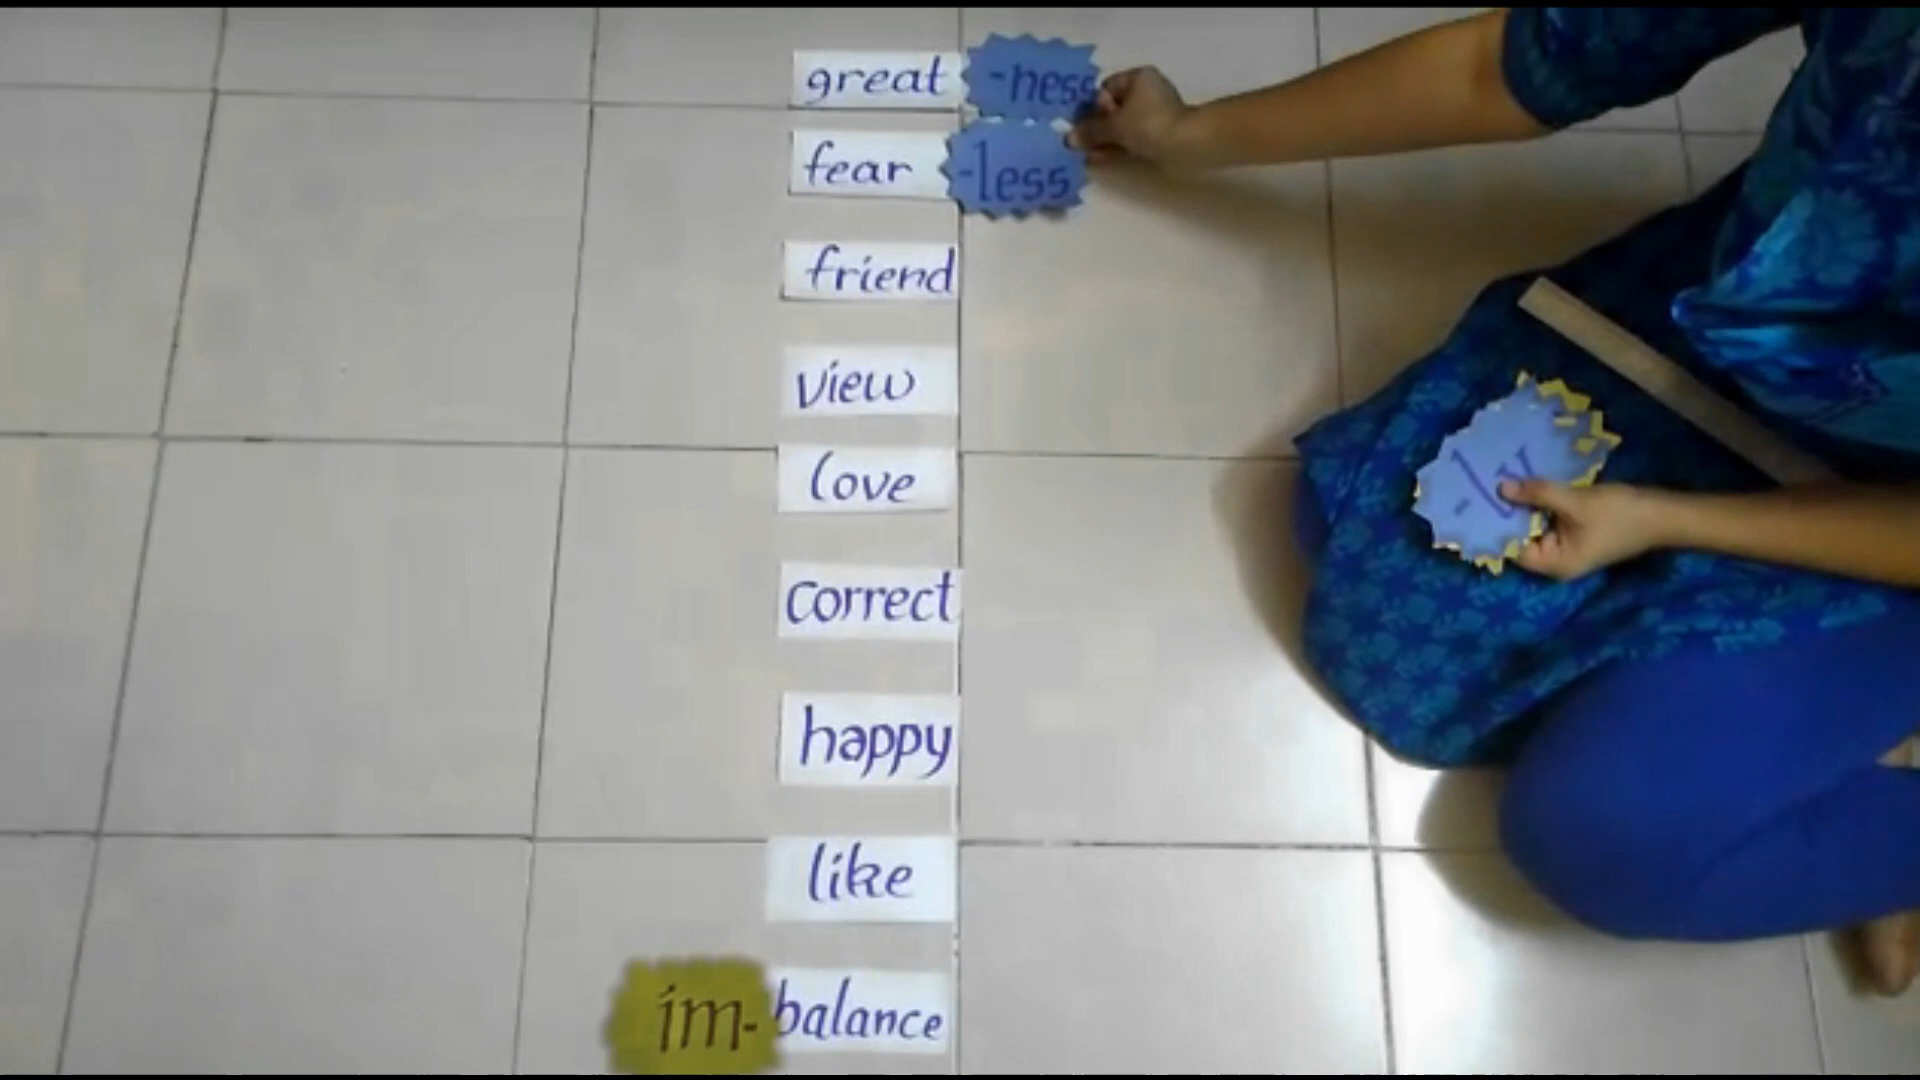 great -ness
fear -less
friend
view
love
correct
happy
like
im- balance
-ly